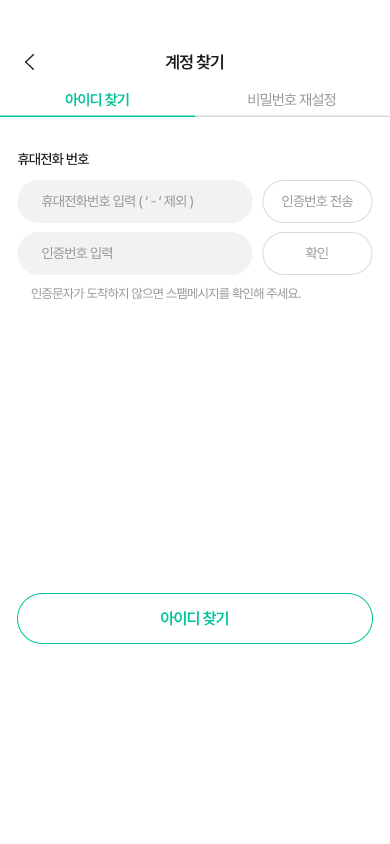 계정 찾기
아이디 찾기 비밀번호 재설정
휴대전화 번호
휴대전화번호 입력 ( ‘ - ‘ 제외 ) 인증번호 전송
인증번호 입력 확인
인증문자가 도착하지 않으면 스팸메시지를 확인해 주세요.
아이디 찾기